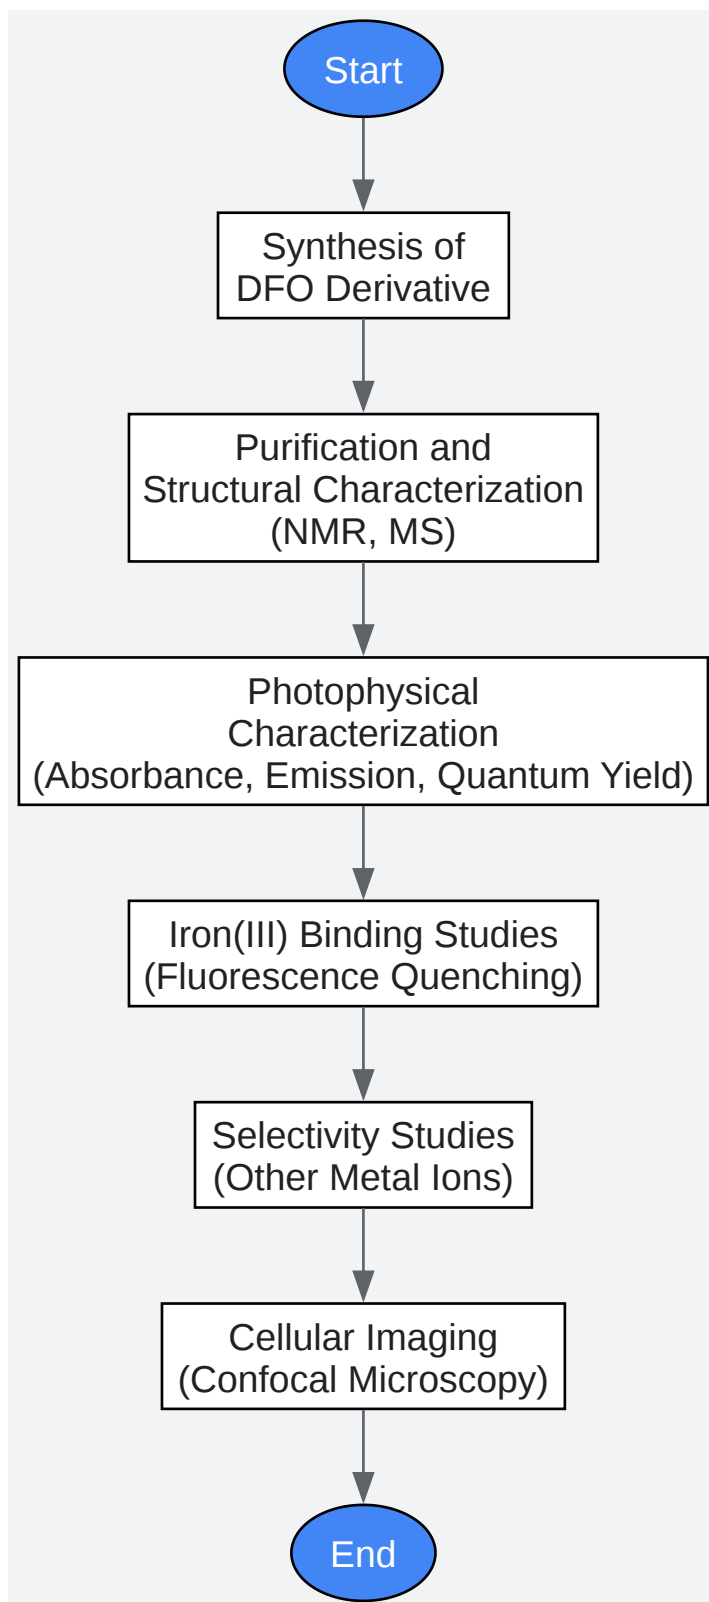 Start
Synthesis of
DFO Derivative
Purification and
Structural Characterization
(NMR, MS)
Photophysical
Characterization
(Absorbance, Emission, Quantum Yield)
Iron(III) Binding Studies
(Fluorescence Quenching)
Selectivity Studies
(Other Metal Ions)
Cellular Imaging
(Confocal Microscopy)
End